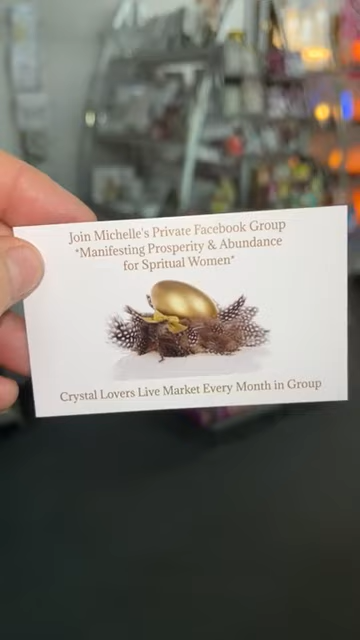 Join Michelle's Private Facebook Group
*Manifesting Prosperity & Abundance
for Spritual Women*
Crystal Lovers Live Market Every Month in Group